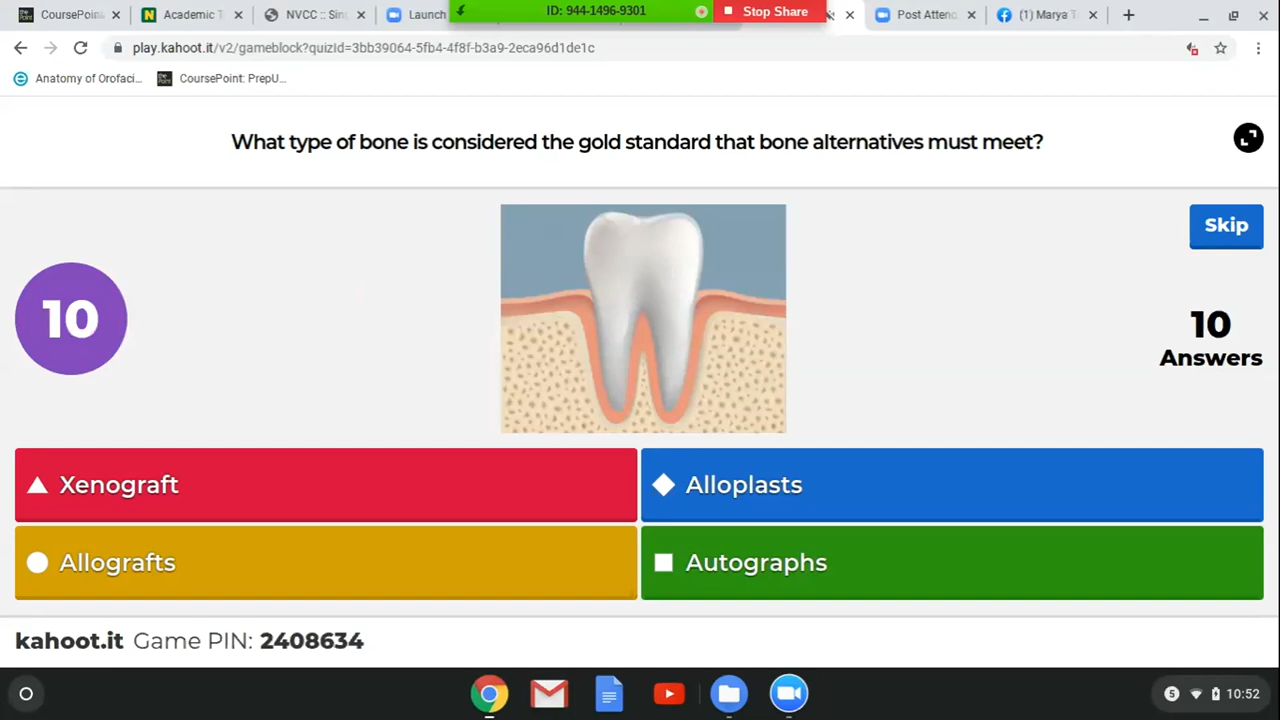 CoursePoin
Academic T
NVCC :: Sin
Launch
ID: 944-1496-9301
Stop Share
Post Attenc
(1) Marya T
play.kahoot.it/v2/gameblock?quizId=3bb39064-5fb4-4f8f-b3a9-2eca96d1de1c
Anatomy of Orofaci...
CoursePoint: PrepU...
What type of bone is considered the gold standard that bone alternatives must meet?
Skip
10
10
Answers
Xenograft
Alloplasts
Allografts
Autographs
kahoot.it Game PIN: 2408634
5
10:52